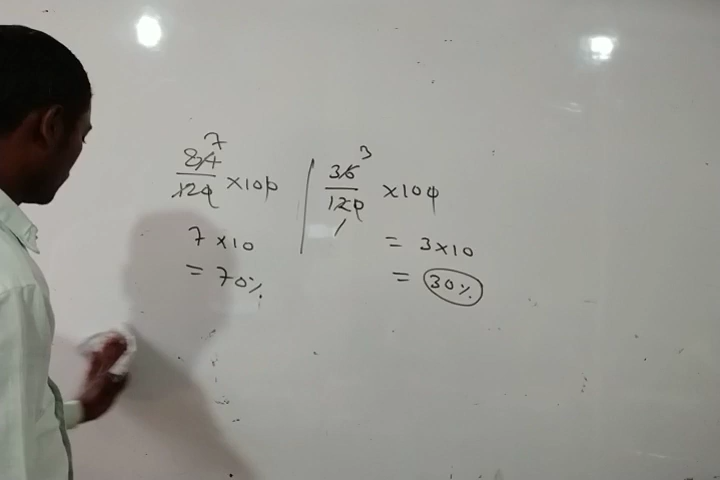 7
84/120 × 100
7 × 10
= 70%
3
36/120 × 100
1
= 3 × 10
= 30%